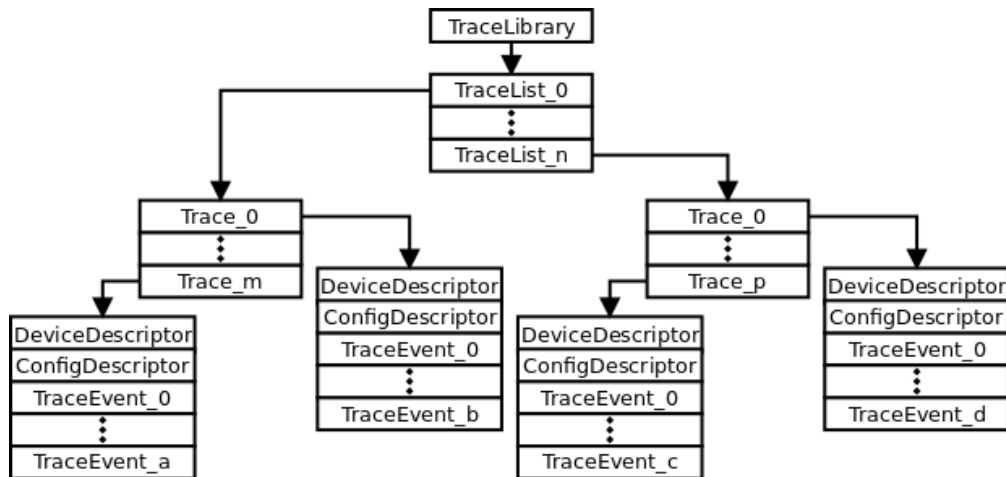 TraceLibrary
TraceList_0
TraceList_n
Trace_0
Trace_m
DeviceDescriptor
ConfigDescriptor
TraceEvent_0
TraceEvent_a
DeviceDescriptor
ConfigDescriptor
TraceEvent_0
TraceEvent_b
Trace_0
Trace_p
DeviceDescriptor
ConfigDescriptor
TraceEvent_0
TraceEvent_c
DeviceDescriptor
ConfigDescriptor
TraceEvent_0
TraceEvent_d